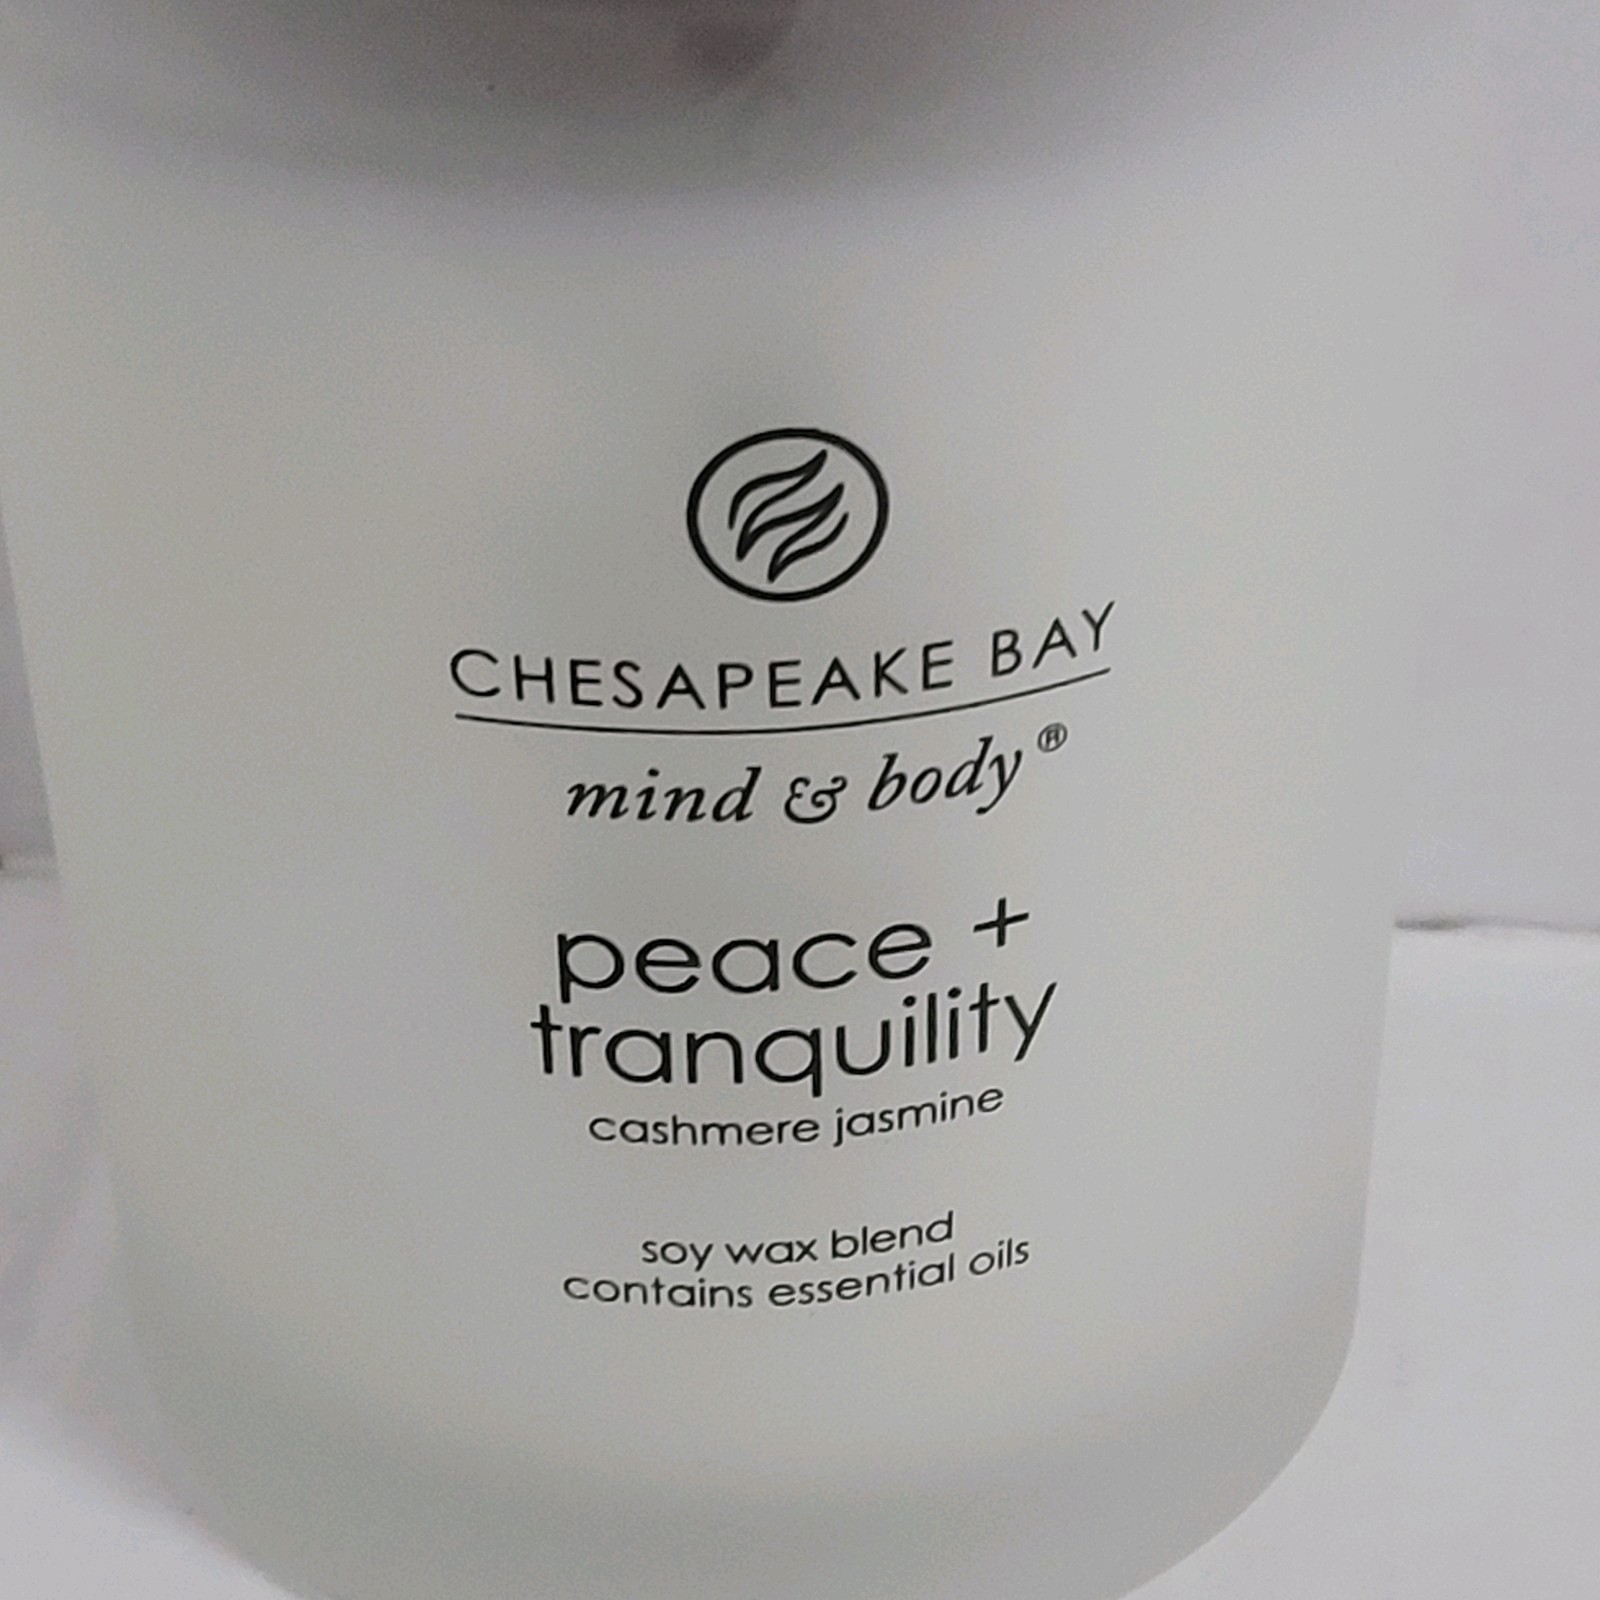 CHESAPEAKE BAY
mind & body®
peace +
tranquility
cashmere jasmine
soy wax blend
contains essential oils